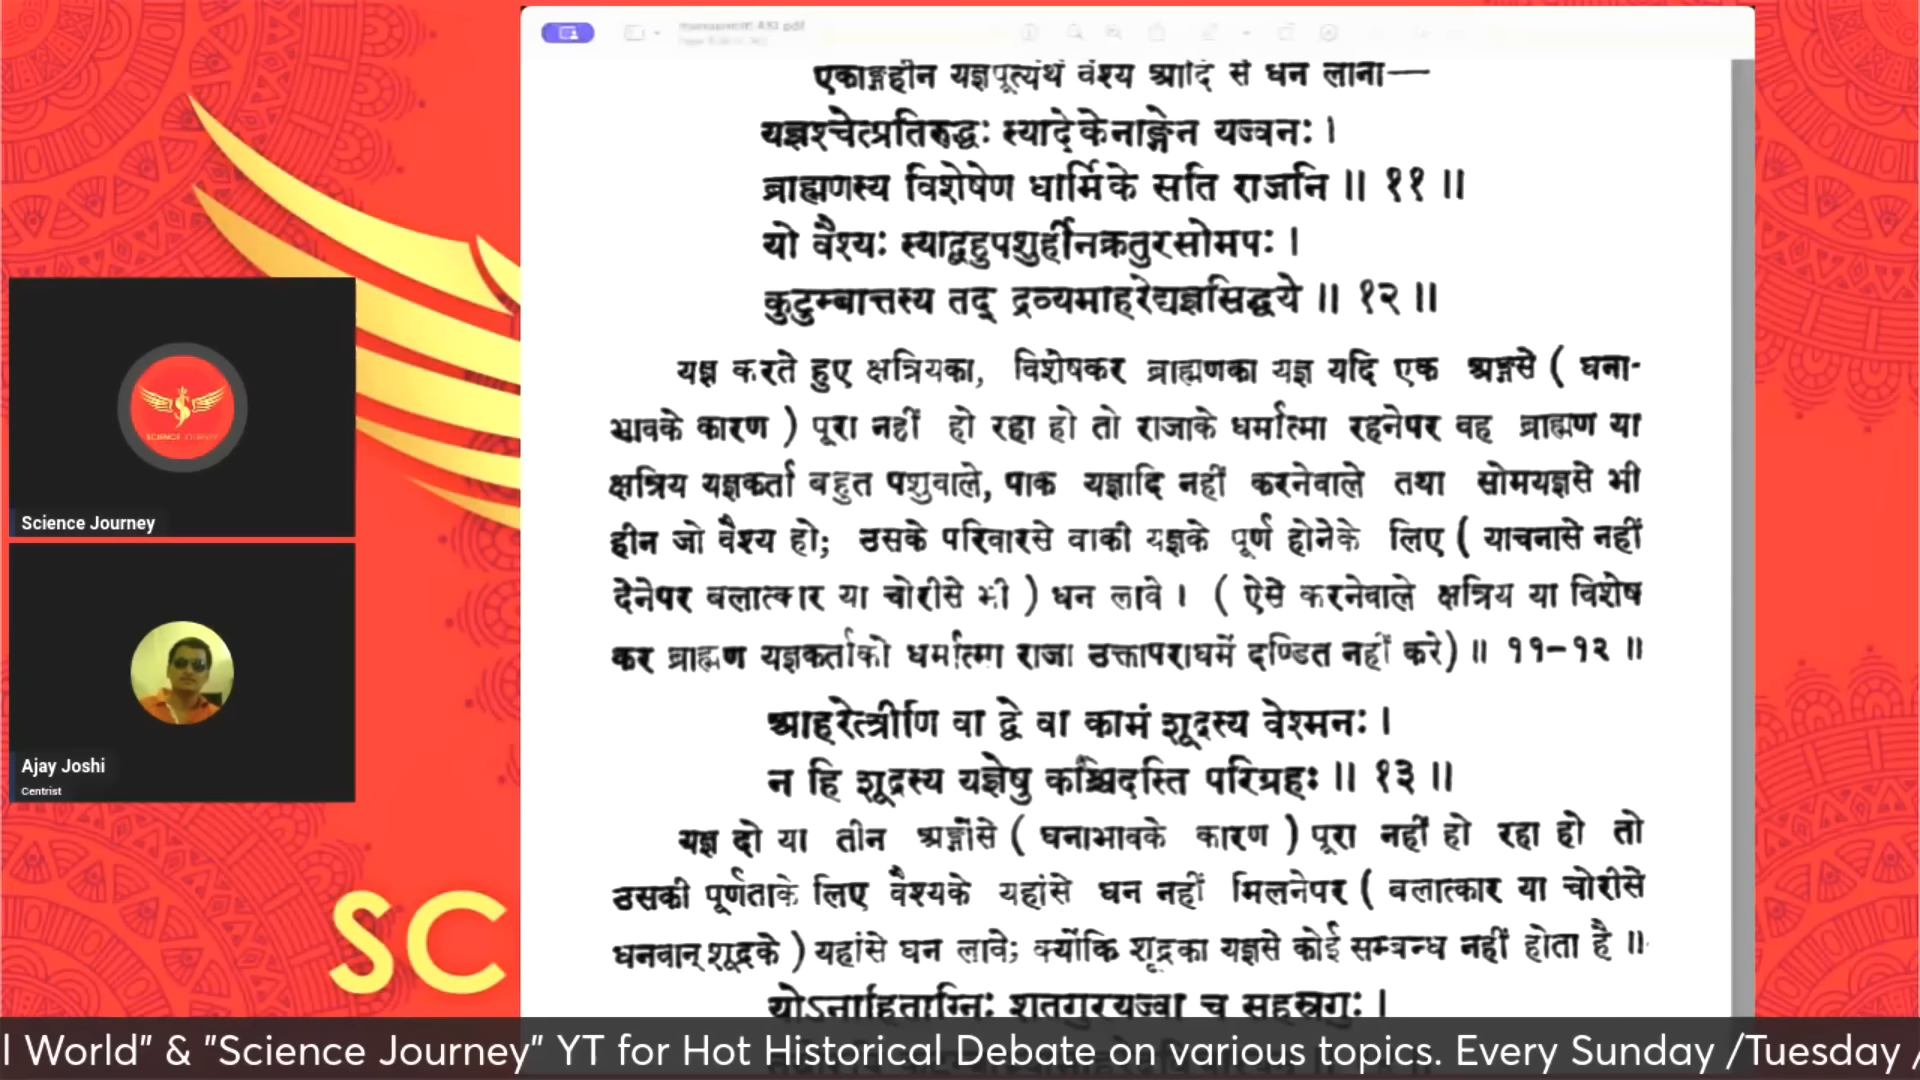 एकाङ्गहीन यज्ञपूर्त्यर्थ वैश्य आदि से धन लाना—
यज्ञश्चेत्प्रतिरुद्धः स्यादेकेनाङ्गेन यज्वनः ।
ब्राह्मणस्य विशेषेण धार्मिके सति राजनि ॥ ११ ॥
यो वैश्यः स्याद्बहुपशुर्हीनक्रतुरसोमपः ।
कुटुम्बात्तस्य तद् द्रव्यमाहरेद्यज्ञसिद्धये ॥ १२ ॥
यज्ञ करते हुए क्षत्रियका, विशेषकर ब्राह्मणका यज्ञ यदि एक अङ्गसे ( धना-
भावके कारण ) पूरा नहीं हो रहा हो तो राजाके धर्मात्मा रहनेपर वह ब्राह्मण या
क्षत्रिय यज्ञकर्ता बहुत पशुवाले, पाक यज्ञादि नहीं करनेवाले तथा सोमयज्ञसे भी
हीन जो वैश्य हो; उसके परिवारसे बाकी यज्ञके पूर्ण होनेके लिए ( याचनासे नहीं
देनेपर बलात्कार या चोरीसे भी ) धन लावे । ( ऐसे करनेवाले क्षत्रिय या विशेष
कर ब्राह्मण यज्ञकर्ताको धर्मात्मा राजा उक्तापराधमें दण्डित नहीं करे) ॥ ११-१२ ॥
आहरेत्त्रीणि वा द्वे वा कामं शूद्रस्य वेश्मनः ।
न हि शूद्रस्य यज्ञेषु कश्चिदस्ति परिग्रहः ॥ १३ ॥
यज्ञ दो या तीन अङ्गोंसे ( धनाभावके कारण ) पूरा नहीं हो रहा हो तो
उसकी पूर्णताके लिए वैश्यके यहांसे धन नहीं मिलनेपर ( बलात्कार या चोरीसे
धनवान् शूद्रके ) यहांसे धन लावे; क्योंकि शूद्रका यज्ञसे कोई सम्बन्ध नहीं होता है ॥
योऽनाहिताग्निः शतगुरयज्वा च सहस्रगुः ।
SCIENCE JOURNEY
Science Journey
Ajay Joshi
Centrist
SC
l World" & "Science Journey" YT for Hot Historical Debate on various topics. Every Sunday /Tuesday /